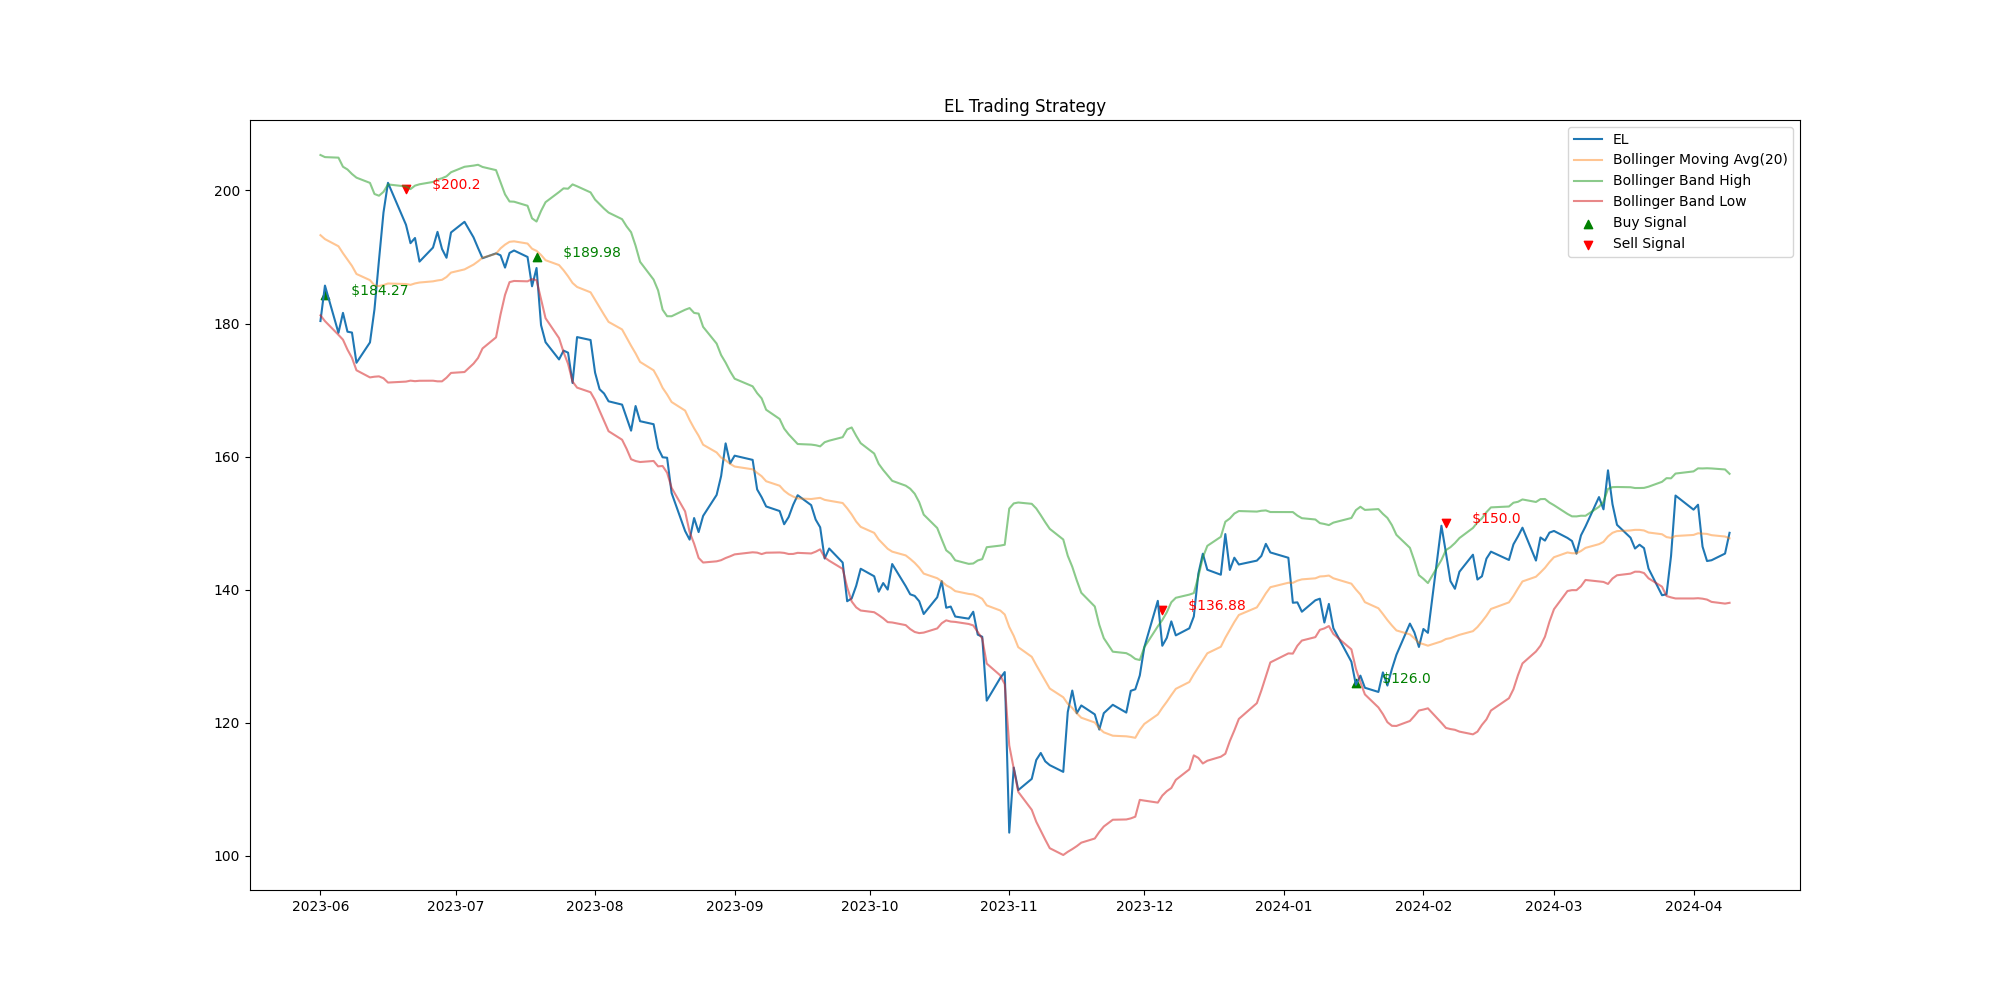 EL Trading Strategy
EL
Bollinger Moving Avg(20)
Bollinger Band High
Bollinger Band Low
Buy Signal
Sell Signal
200
180
160
140
120
100
$200.2
$189.98
$184.27
$136.88
$150.0
$126.0
2023-06 2023-07 2023-08 2023-09 2023-10 2023-11 2023-12 2024-01 2024-02 2024-03 2024-04